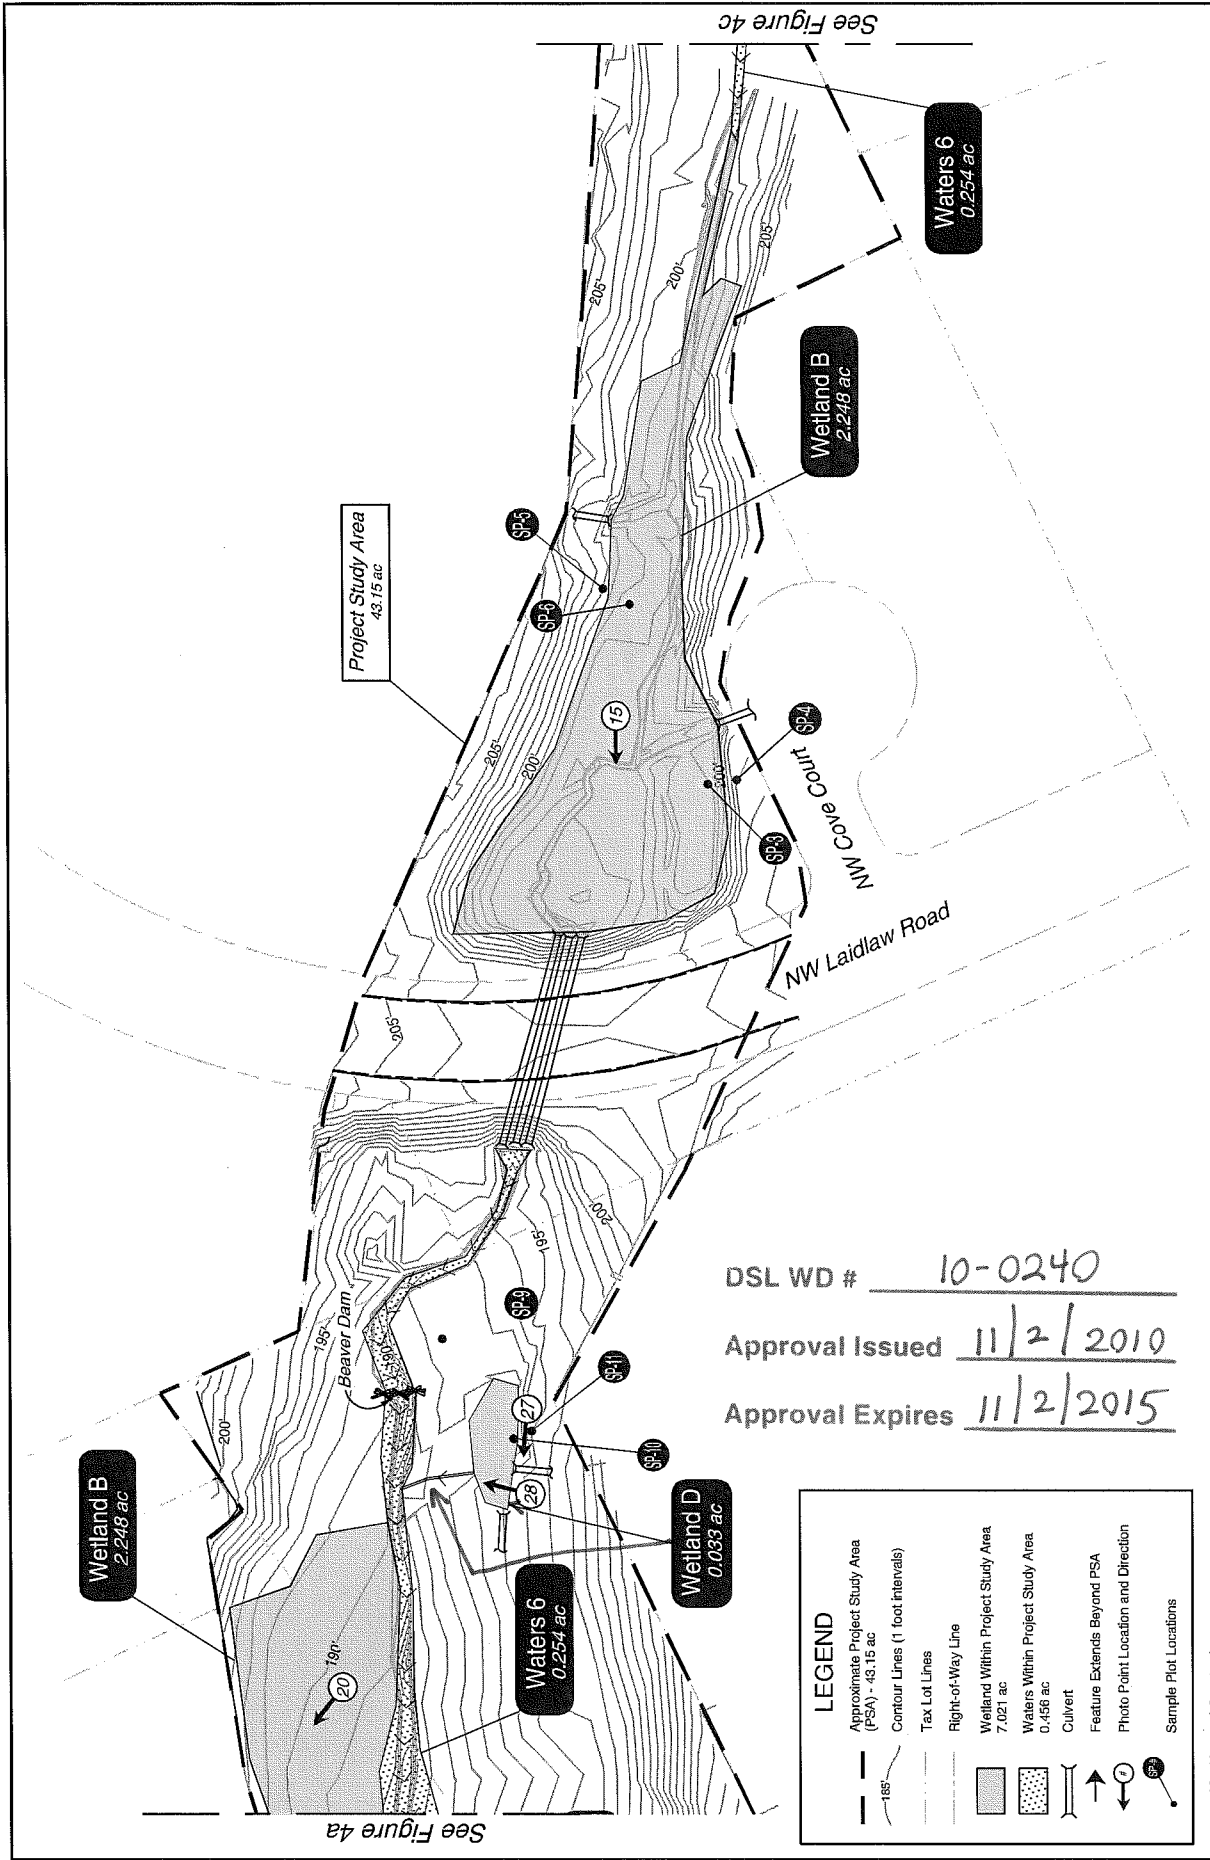 See Figure 4c
Waters 6
0.254 ac
205'
200'
205'
Wetland B
2.248 ac
Project Study Area
43.15 ac
SP-5
SP-6
15
205'
200'
200'
SP-4
SP-3
NW Cove Court
NW Laidlaw Road
205'
200'
195'
SP-9
Beaver Dam
190'
195'
200'
SP-11
27
SP-10
28
Wetland D
0.033 ac
Wetland B
2.248 ac
Waters 6
0.254 ac
190'
20
See Figure 4a
DSL WD # 10-0240
Approval Issued 11/2/2010
Approval Expires 11/2/2015
LEGEND
Approximate Project Study Area
(PSA) - 43.15 ac
185'
Contour Lines (1 foot intervals)
Tax Lot Lines
Right-of-Way Line
Wetland Within Project Study Area
7.021 ac
Waters Within Project Study Area
0.456 ac
Culvert
Feature Extends Beyond PSA
#
Photo Point Location and Direction
SP-#
Sample Plot Locations